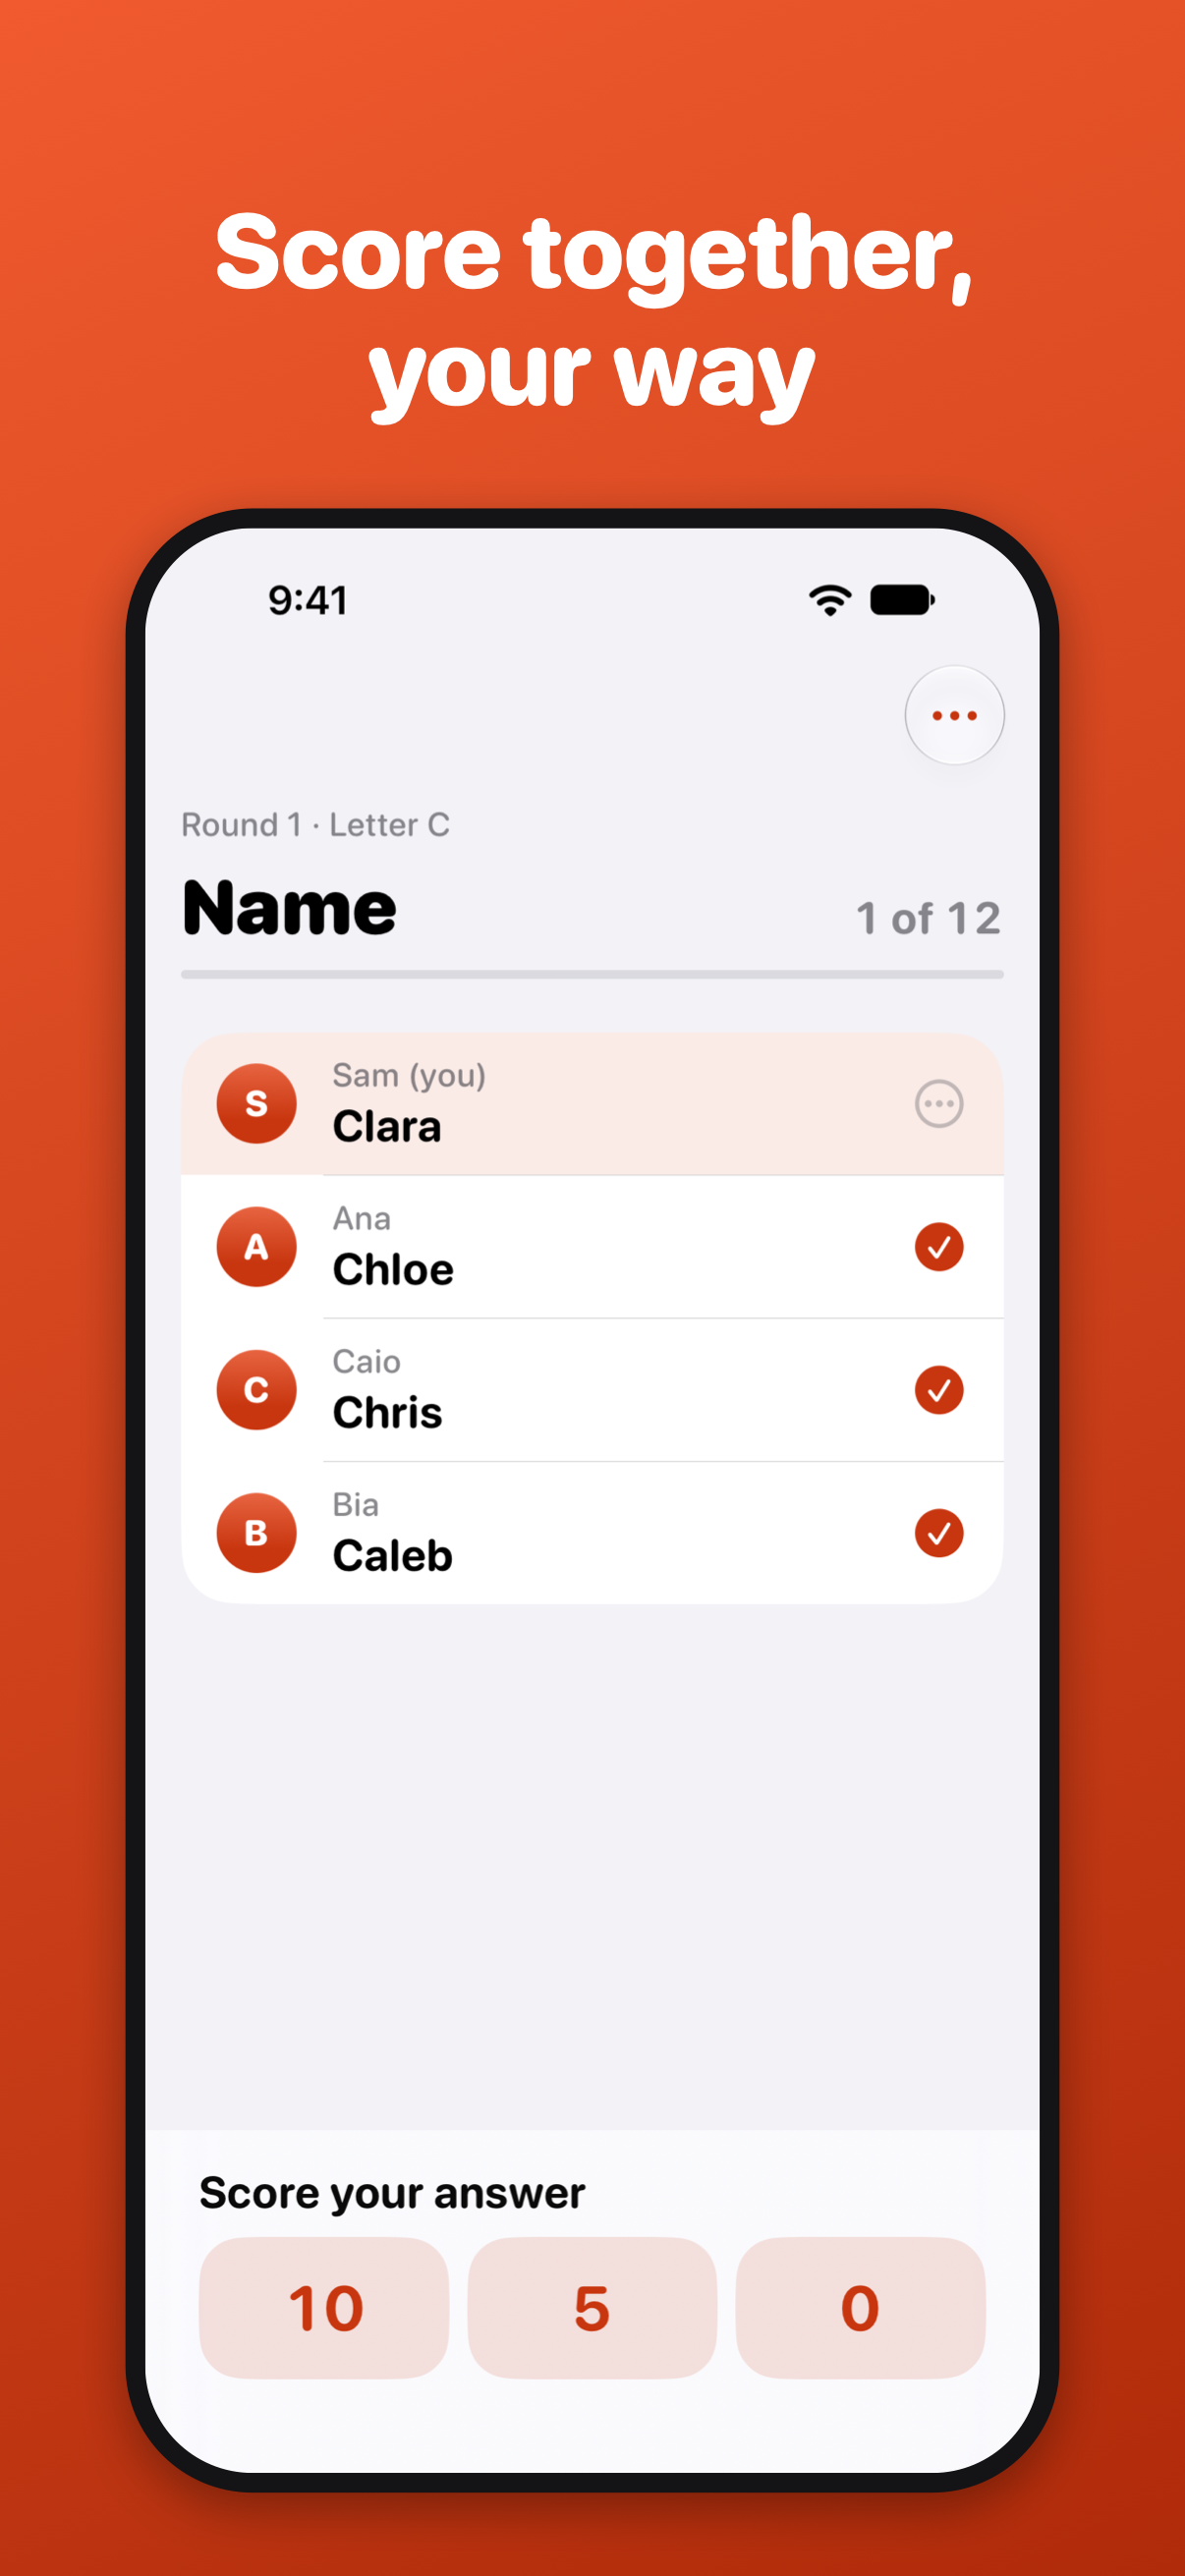 Score together,
your way
9:41
Round 1 · Letter C
Name
1 of 12
S
Sam (you)
Clara
A
Ana
Chloe
C
Caio
Chris
B
Bia
Caleb
Score your answer
10
5
0